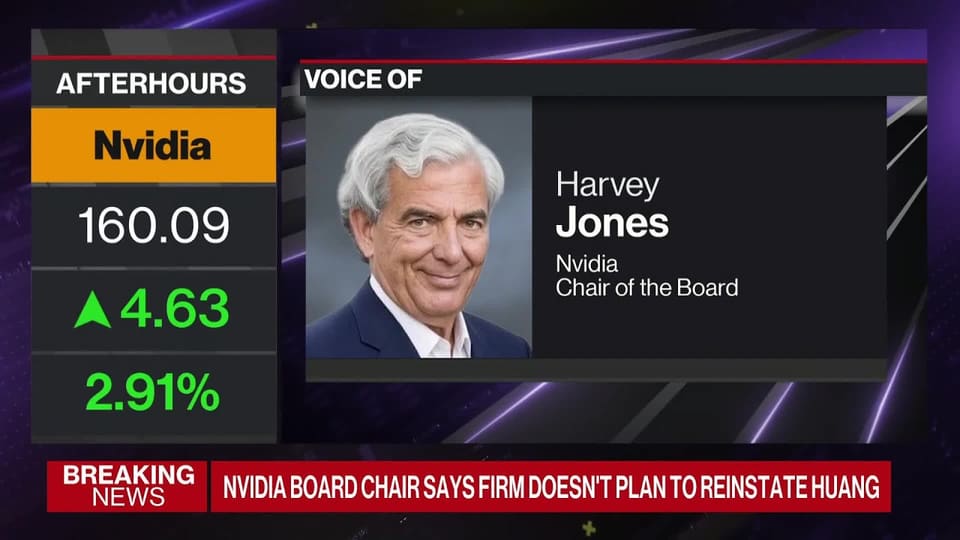 AFTERHOURS
Nvidia
160.09
▲ 4.63
2.91%
VOICE OF
Harvey
Jones
Nvidia
Chair of the Board
BREAKING
NEWS
NVIDIA BOARD CHAIR SAYS FIRM DOESN'T PLAN TO REINSTATE HUANG